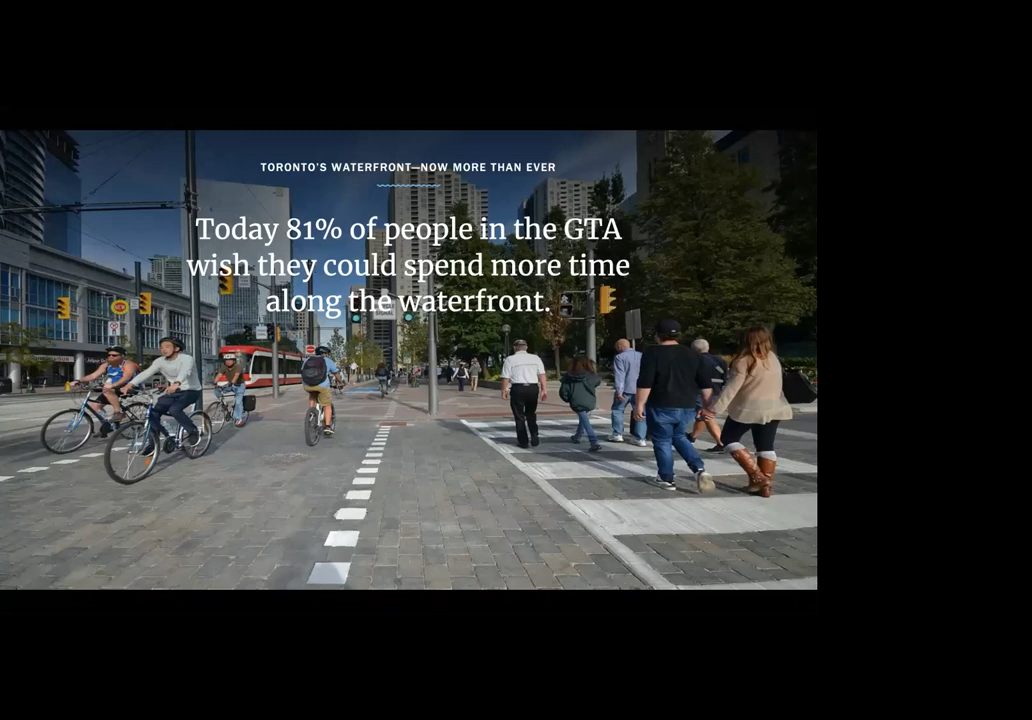 TORONTO'S WATERFRONT—NOW MORE THAN EVER
Today 81% of people in the GTA
wish they could spend more time
along the waterfront.